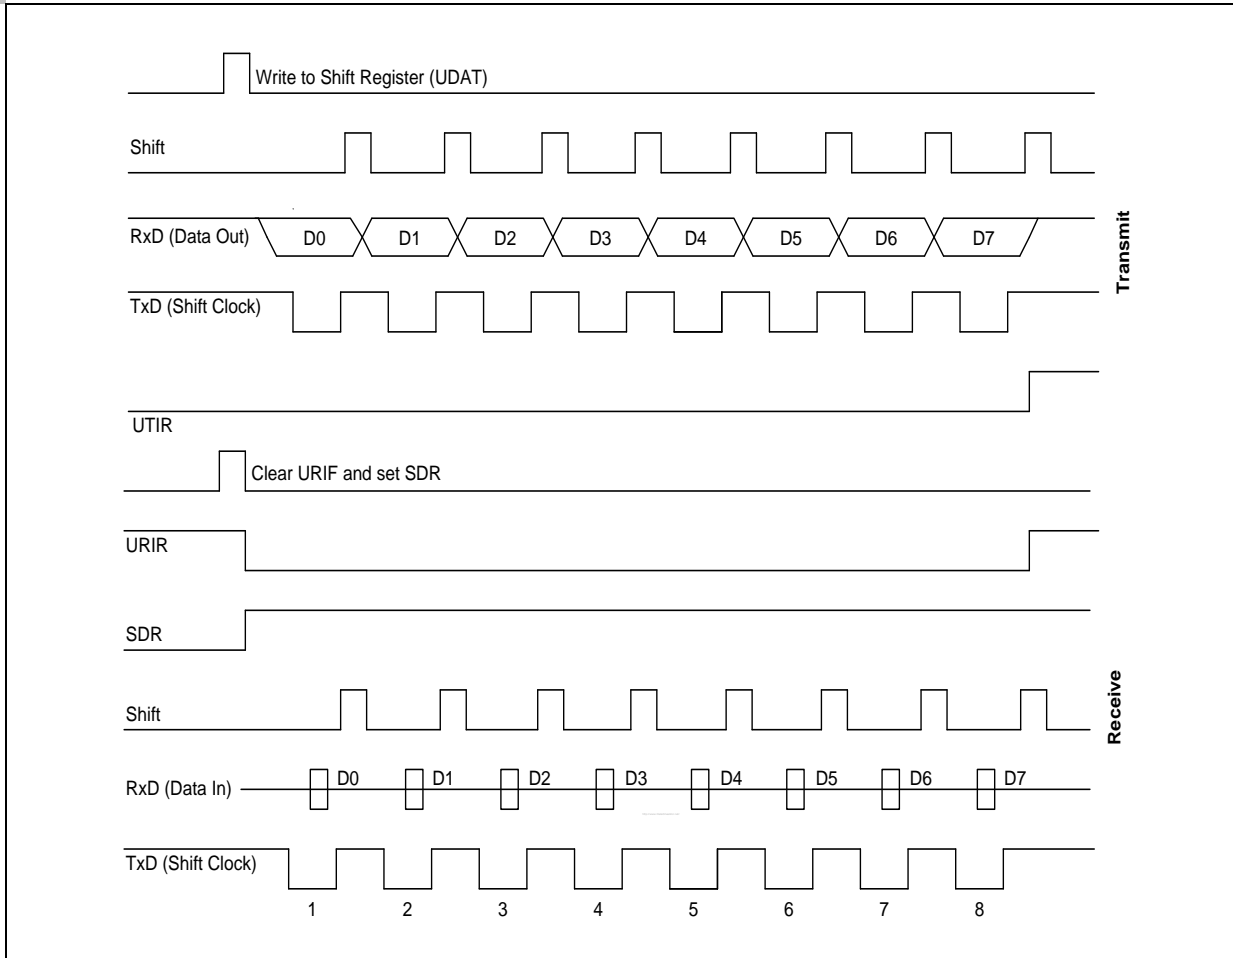 Write to Shift Register (UDAT)
Shift
RxD (Data Out) D0 D1 D2 D3 D4 D5 D6 D7
TxD (Shift Clock)
UTIR
Transmit
Clear URIF and set SDR
URIR
SDR
Shift
RxD (Data In) D0 D1 D2 D3 D4 D5 D6 D7
TxD (Shift Clock)
1 2 3 4 5 6 7 8
Receive